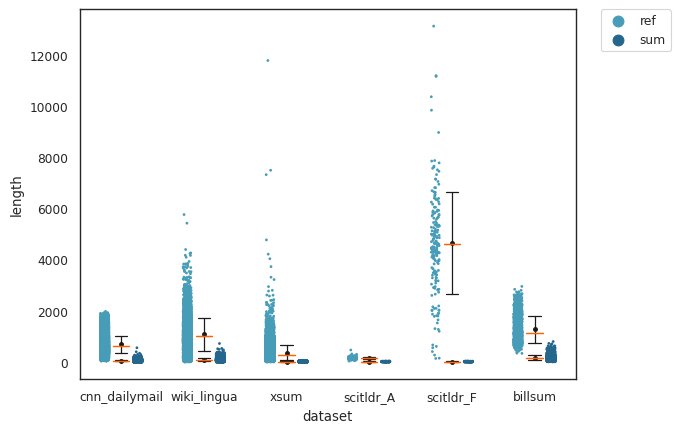 ref
sum
12000
10000
8000
6000
4000
2000
0
length
cnn_dailymail wiki_lingua xsum scitldr_A scitldr_F billsum
dataset